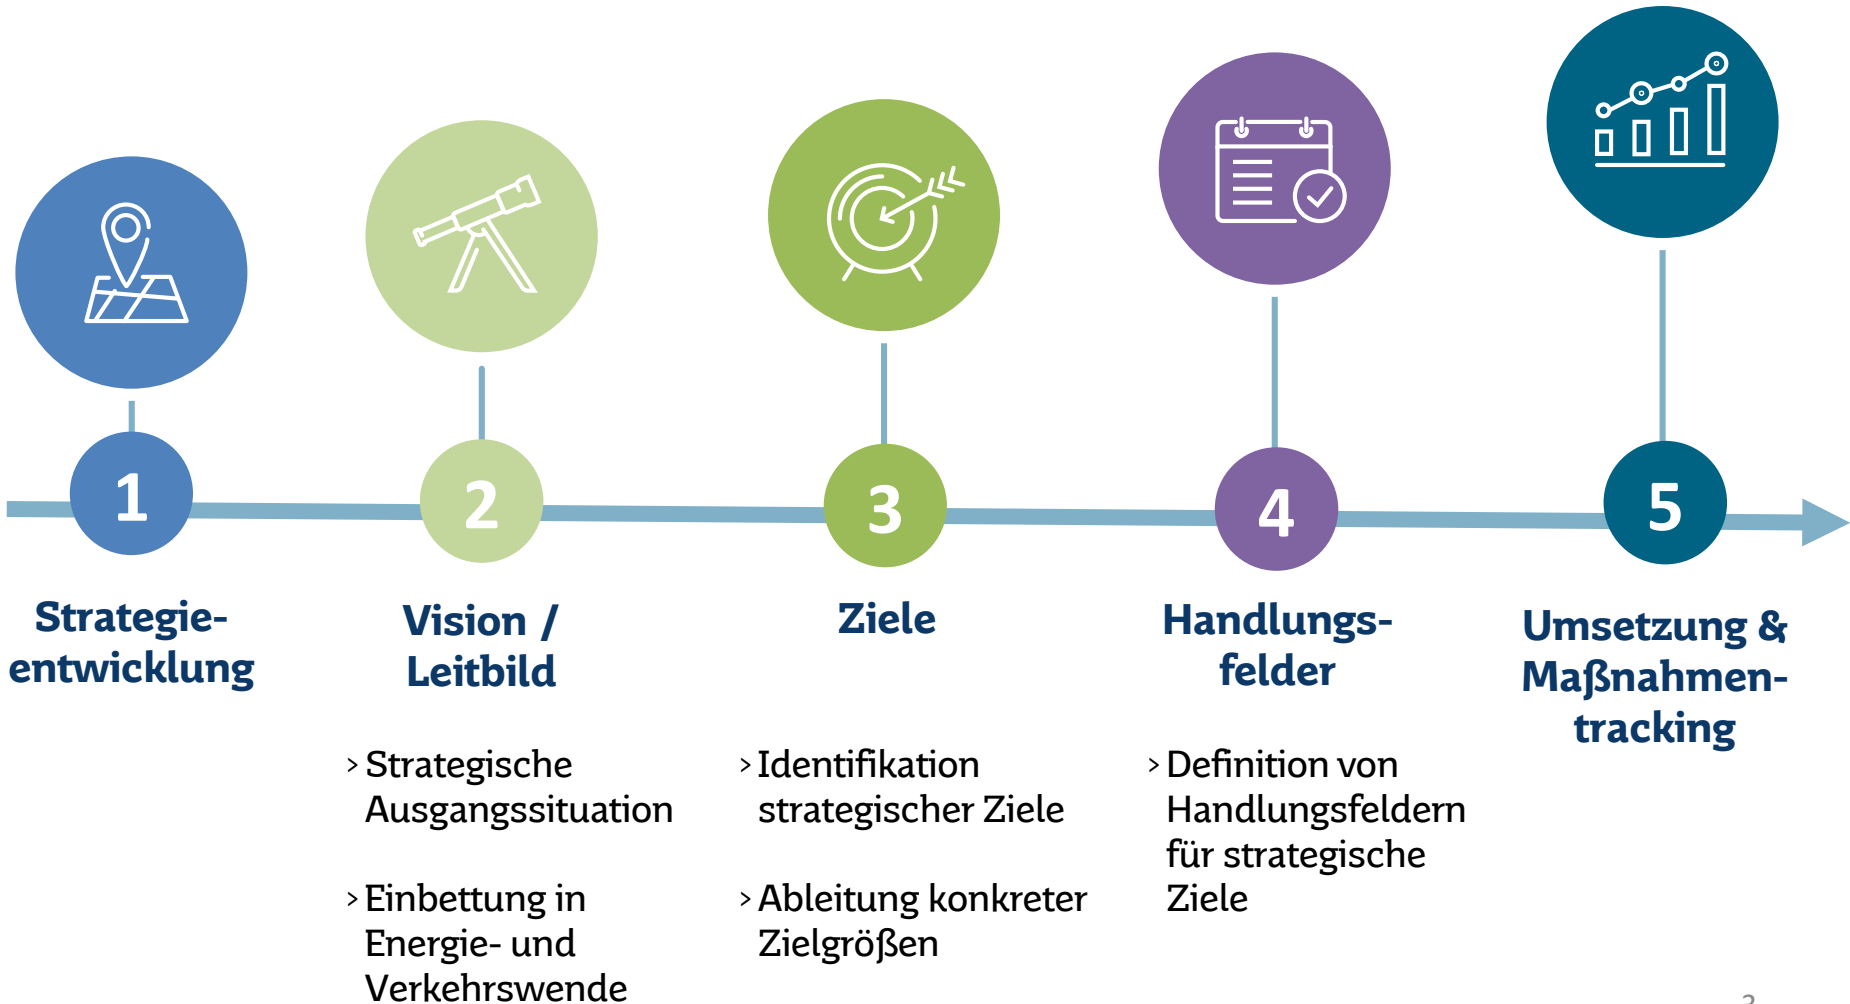 1
2
3
4
5
Strategie-
entwicklung
Vision /
Leitbild
> Strategische
Ausgangssituation
> Einbettung in
Energie- und
Verkehrswende
Ziele
> Identifikation
strategischer Ziele
> Ableitung konkreter
Zielgrößen
Handlungs-
felder
> Definition von
Handlungsfeldern
für strategische
Ziele
Umsetzung &
Maßnahmen-
tracking